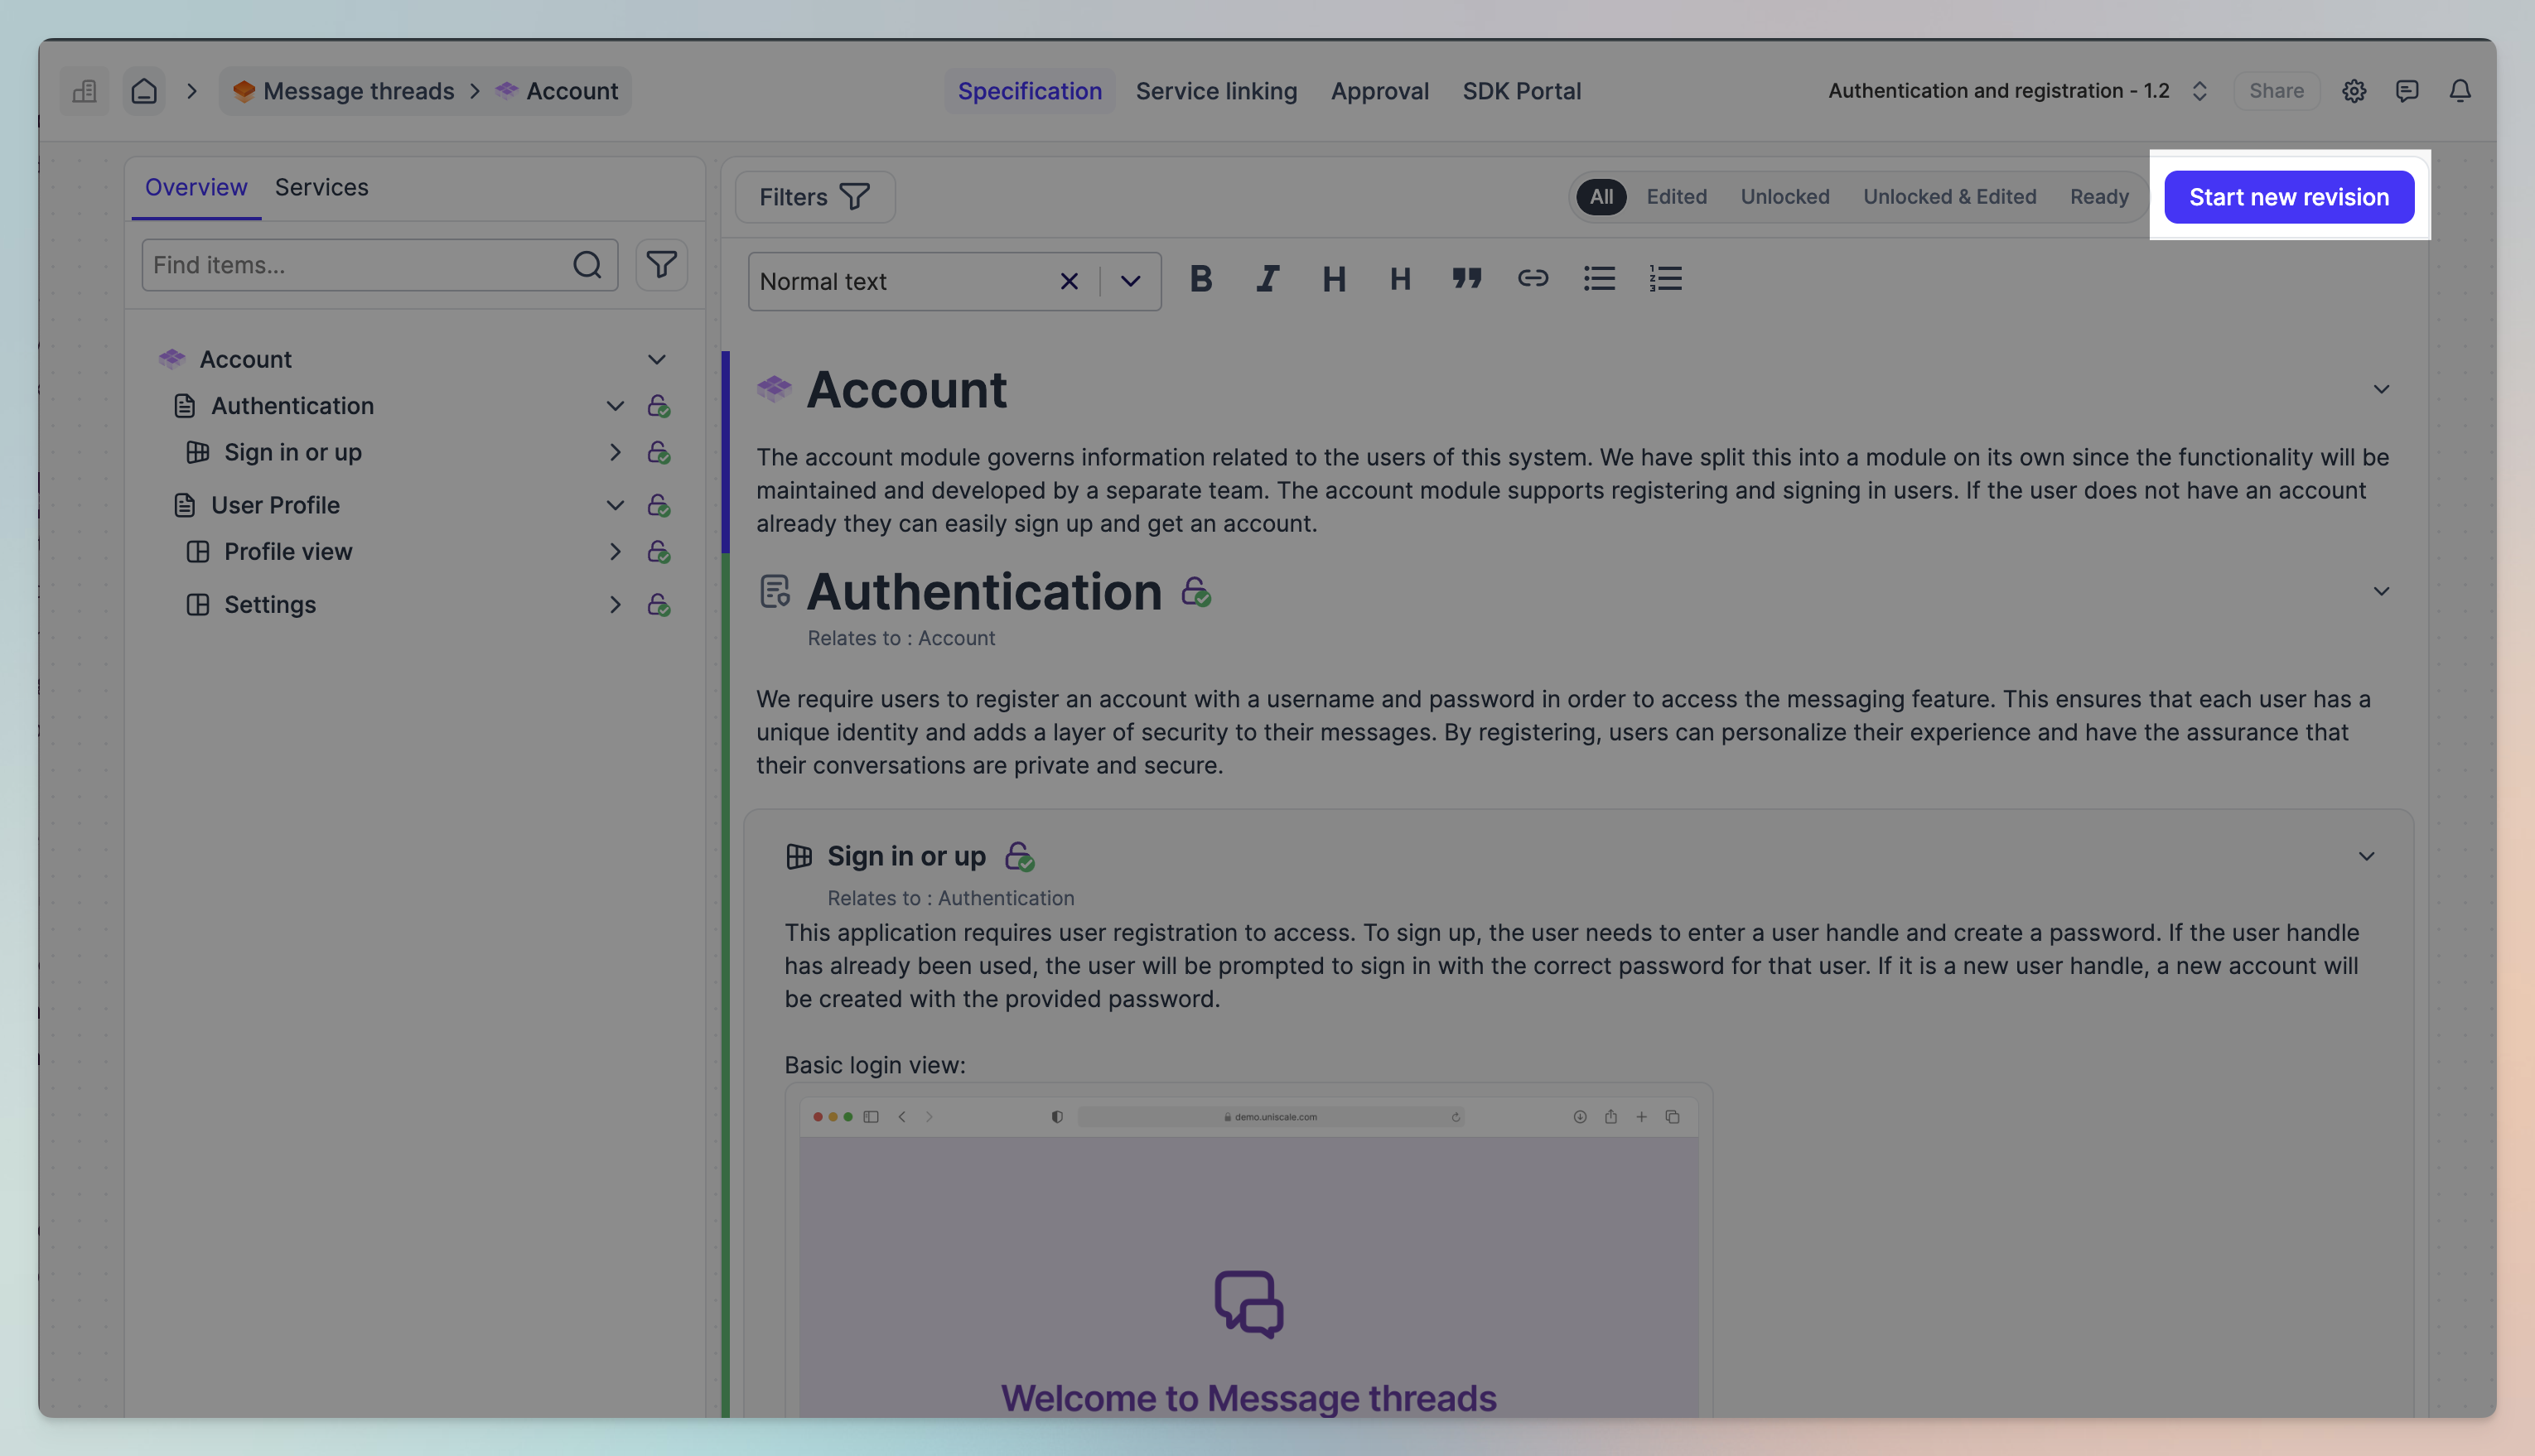 Message threads > Account
Specification Service linking Approval SDK Portal
Authentication and registration - 1.2 Share
Overview Services
Find items...
Account
Authentication
Sign in or up
User Profile
Profile view
Settings
Filters
All Edited Unlocked Unlocked & Edited Ready
Start new revision
Normal text
B I H H
Account
The account module governs information related to the users of this system. We have split this into a module on its own since the functionality will be
maintained and developed by a separate team. The account module supports registering and signing in users. If the user does not have an account
already they can easily sign up and get an account.
Authentication
Relates to : Account
We require users to register an account with a username and password in order to access the messaging feature. This ensures that each user has a
unique identity and adds a layer of security to their messages. By registering, users can personalize their experience and have the assurance that
their conversations are private and secure.
Sign in or up
Relates to : Authentication
This application requires user registration to access. To sign up, the user needs to enter a user handle and create a password. If the user handle
has already been used, the user will be prompted to sign in with the correct password for that user. If it is a new user handle, a new account will
be created with the provided password.
Basic login view:
demo.uniscale.com
Welcome to Message threads